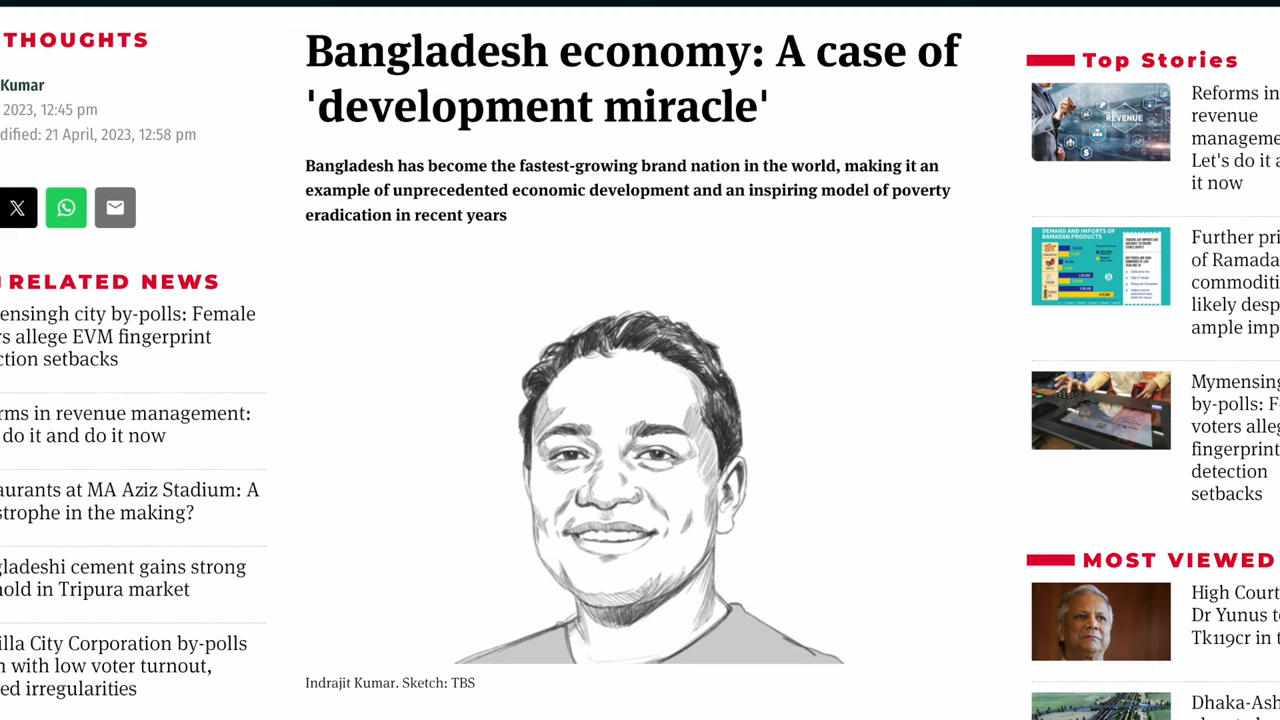 THOUGHTS
Kumar
2023, 12:45 pm
dified: 21 April, 2023, 12:58 pm
RELATED NEWS
ensingh city by-polls: Female
rs allege EVM fingerprint
ction setbacks
rms in revenue management:
do it and do it now
aurants at MA Aziz Stadium: A
strophe in the making?
gladeshi cement gains strong
hold in Tripura market
illa City Corporation by-polls
n with low voter turnout,
ed irregularities
Bangladesh economy: A case of
'development miracle'
Bangladesh has become the fastest-growing brand nation in the world, making it an
example of unprecedented economic development and an inspiring model of poverty
eradication in recent years
Indrajit Kumar. Sketch: TBS
Top Stories
REVENUE
Reforms in
revenue
manageme
Let's do it a
it now
DEMAND AND IMPORTS OF
RAMADAN PRODUCTS
Further pri
of Ramada
commoditi
likely desp
ample imp
Mymensing
by-polls: F
voters alleg
fingerprint
detection
setbacks
MOST VIEWED
High Court
Dr Yunus t
Tk119cr in t
Dhaka-Ash